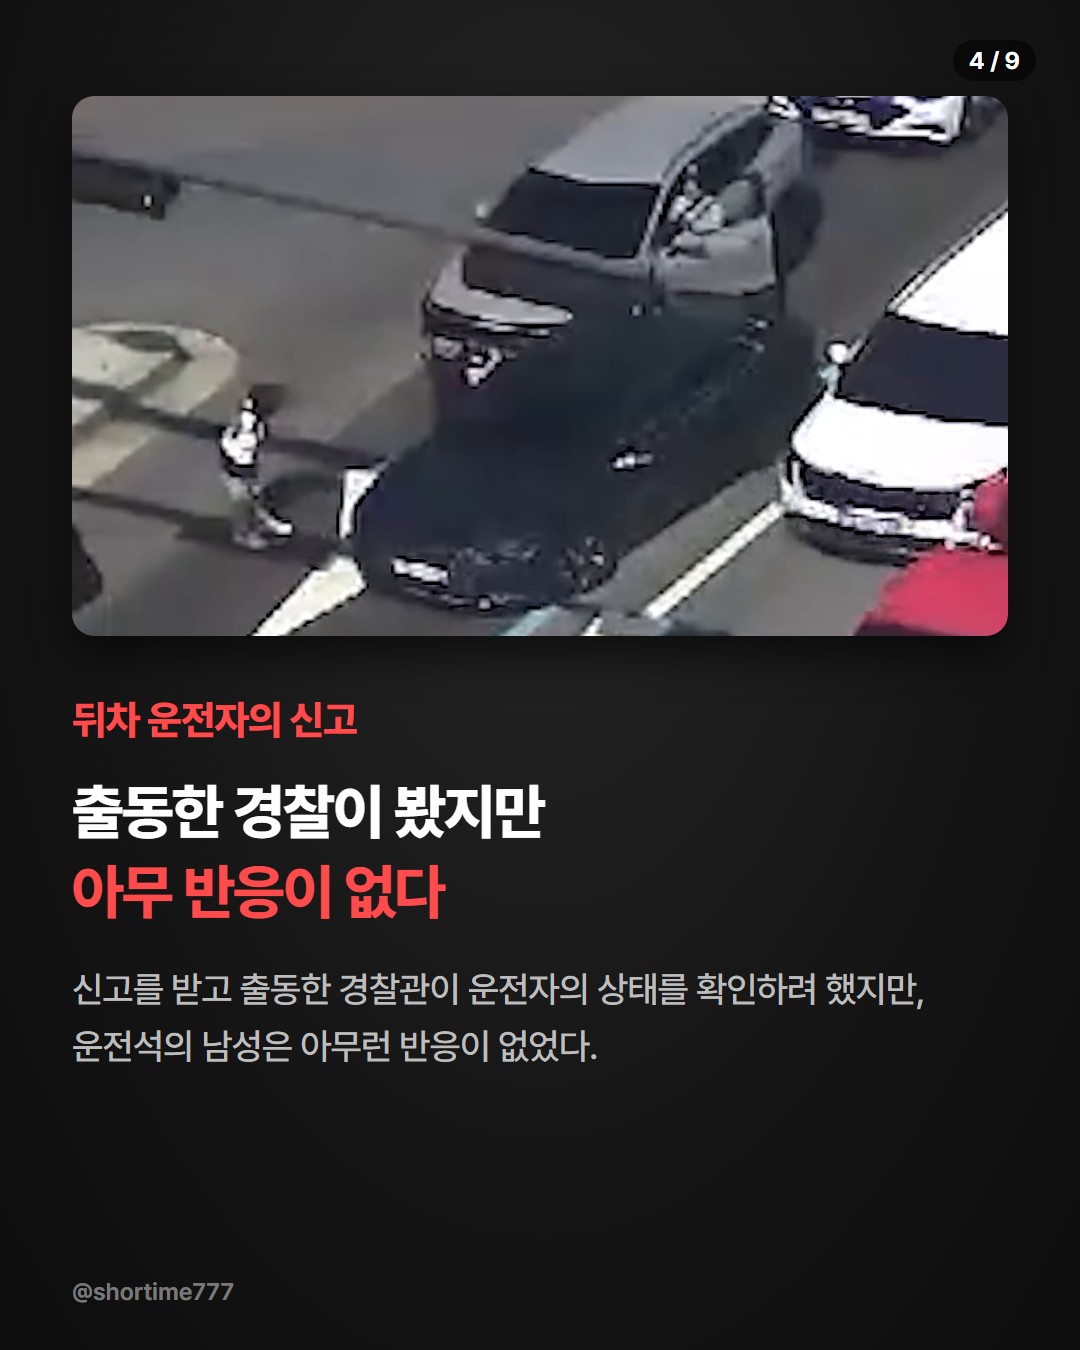 4 / 9
뒤차 운전자의 신고
출동한 경찰이 봤지만
아무 반응이 없다
신고를 받고 출동한 경찰관이 운전자의 상태를 확인하려 했지만,
운전석의 남성은 아무런 반응이 없었다.
@shortime777